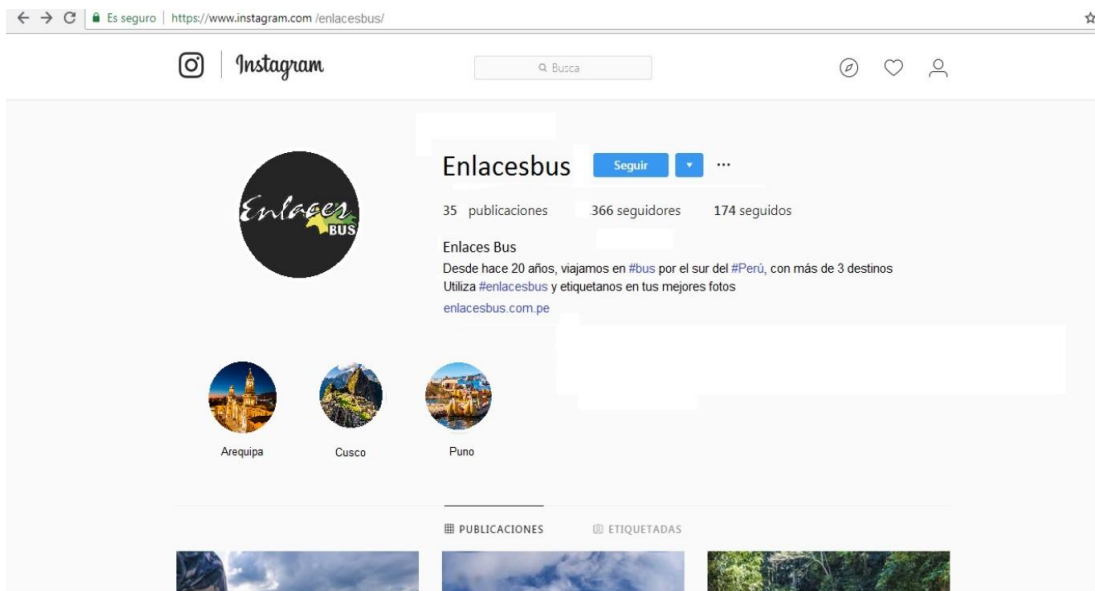 Es seguro | https://www.instagram.com /enlacesbus/
Instagram
Busca
Enlacesbus Seguir ...
35 publicaciones 366 seguidores 174 seguidos
Enlaces Bus
Enlaces BUS
Desde hace 20 años, viajamos en #bus por el sur del #Perú, con más de 3 destinos
Utiliza #enlacesbus y etiquetanos en tus mejores fotos
enlacesbus.com.pe
Arequipa Cusco Puno
PUBLICACIONES ETIQUETADAS